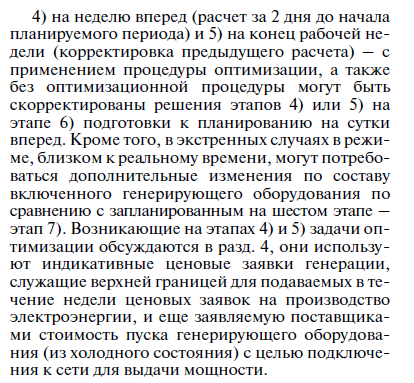 4) на неделю вперед (расчет за 2 дня до начала
планируемого периода) и 5) на конец рабочей не-
дели (корректировка предыдущего расчета) – с
применением процедуры оптимизации, а также
без оптимизационной процедуры могут быть
скорректированы решения этапов 4) или 5) на
этапе 6) подготовки к планированию на сутки
вперед. Кроме того, в экстренных случаях в режи-
ме, близком к реальному времени, могут потребо-
ваться дополнительные изменения по составу
включенного генерирующего оборудования по
сравнению с запланированным на шестом этапе –
этап 7). Возникающие на этапах 4) и 5) задачи оп-
тимизации обсуждаются в разд. 4, они использу-
ют индикативные ценовые заявки генерации,
служащие верхней границей для подаваемых в те-
чение недели ценовых заявок на производство
электроэнергии, и еще заявляемую поставщика-
ми стоимость пуска генерирующего оборудова-
ния (из холодного состояния) с целью подключе-
ния к сети для выдачи мощности.